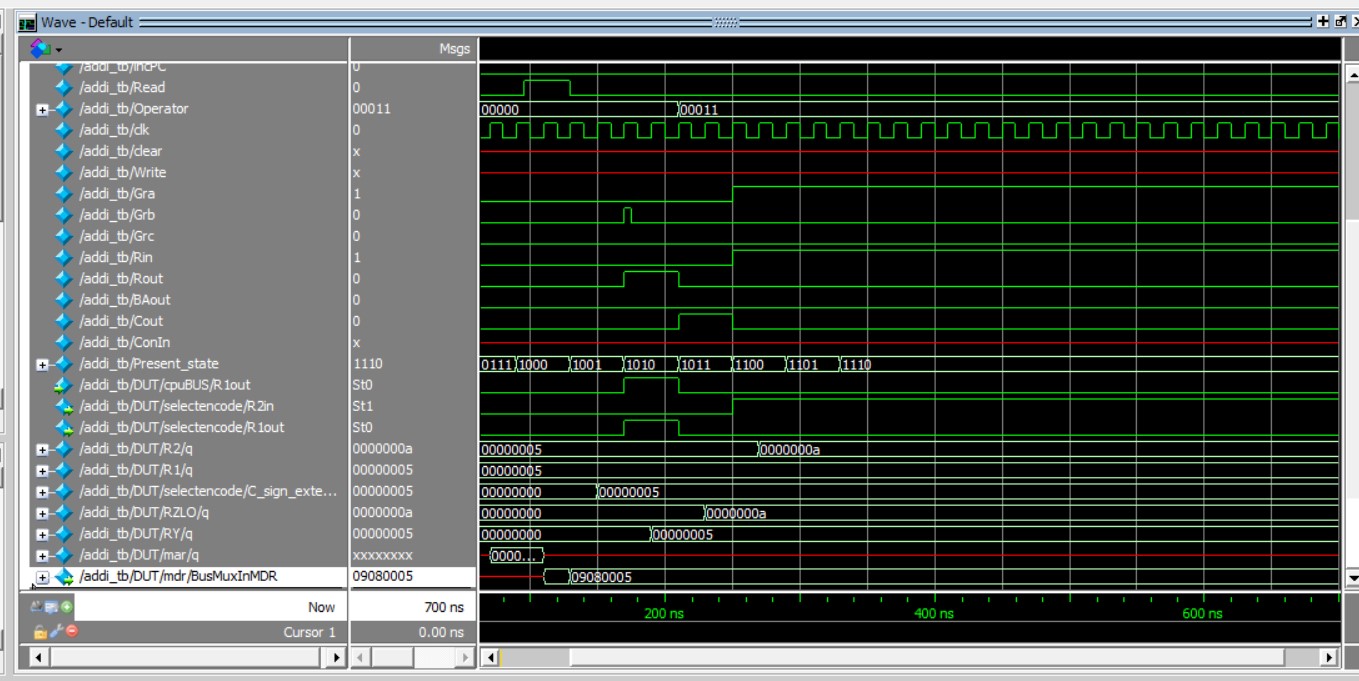 Wave - Default
Msgs
/addi_tb/IncPC 0
/addi_tb/Read 0
/addi_tb/Operator 00011 00000 00011
/addi_tb/clk 0
/addi_tb/clear x
/addi_tb/Write x
/addi_tb/Gra 1
/addi_tb/Grb 0
/addi_tb/Grc 0
/addi_tb/Rin 1
/addi_tb/Rout 0
/addi_tb/BAout 0
/addi_tb/Cout 0
/addi_tb/ConIn x
/addi_tb/Present_state 1110 0111 1000 1001 1010 1011 1100 1101 1110
/addi_tb/DUT/cpuBUS/R1out St0
/addi_tb/DUT/selectencode/R2in St1
/addi_tb/DUT/selectencode/R1out St0
/addi_tb/DUT/R2/q 0000000a 00000005 0000000a
/addi_tb/DUT/R1/q 00000005 00000005
/addi_tb/DUT/selectencode/C_sign_exte... 00000005 00000000 00000005
/addi_tb/DUT/RZLO/q 0000000a 00000000 0000000a
/addi_tb/DUT/RY/q 00000005 00000000 00000005
/addi_tb/DUT/mar/q xxxxxxxx 0000...
/addi_tb/DUT/mdr/BusMuxInMDR 09080005 09080005
Now 700 ns 200 ns 400 ns 600 ns
Cursor 1 0.00 ns